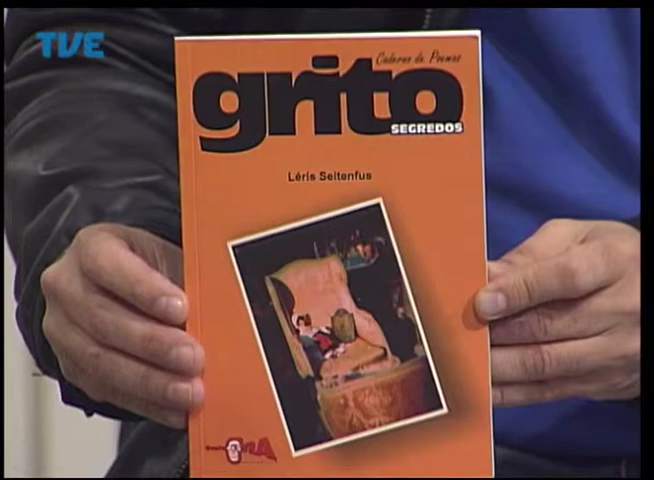 TVE
Caderno de Poemas
grito
SEGREDOS
Léris Seitenfus